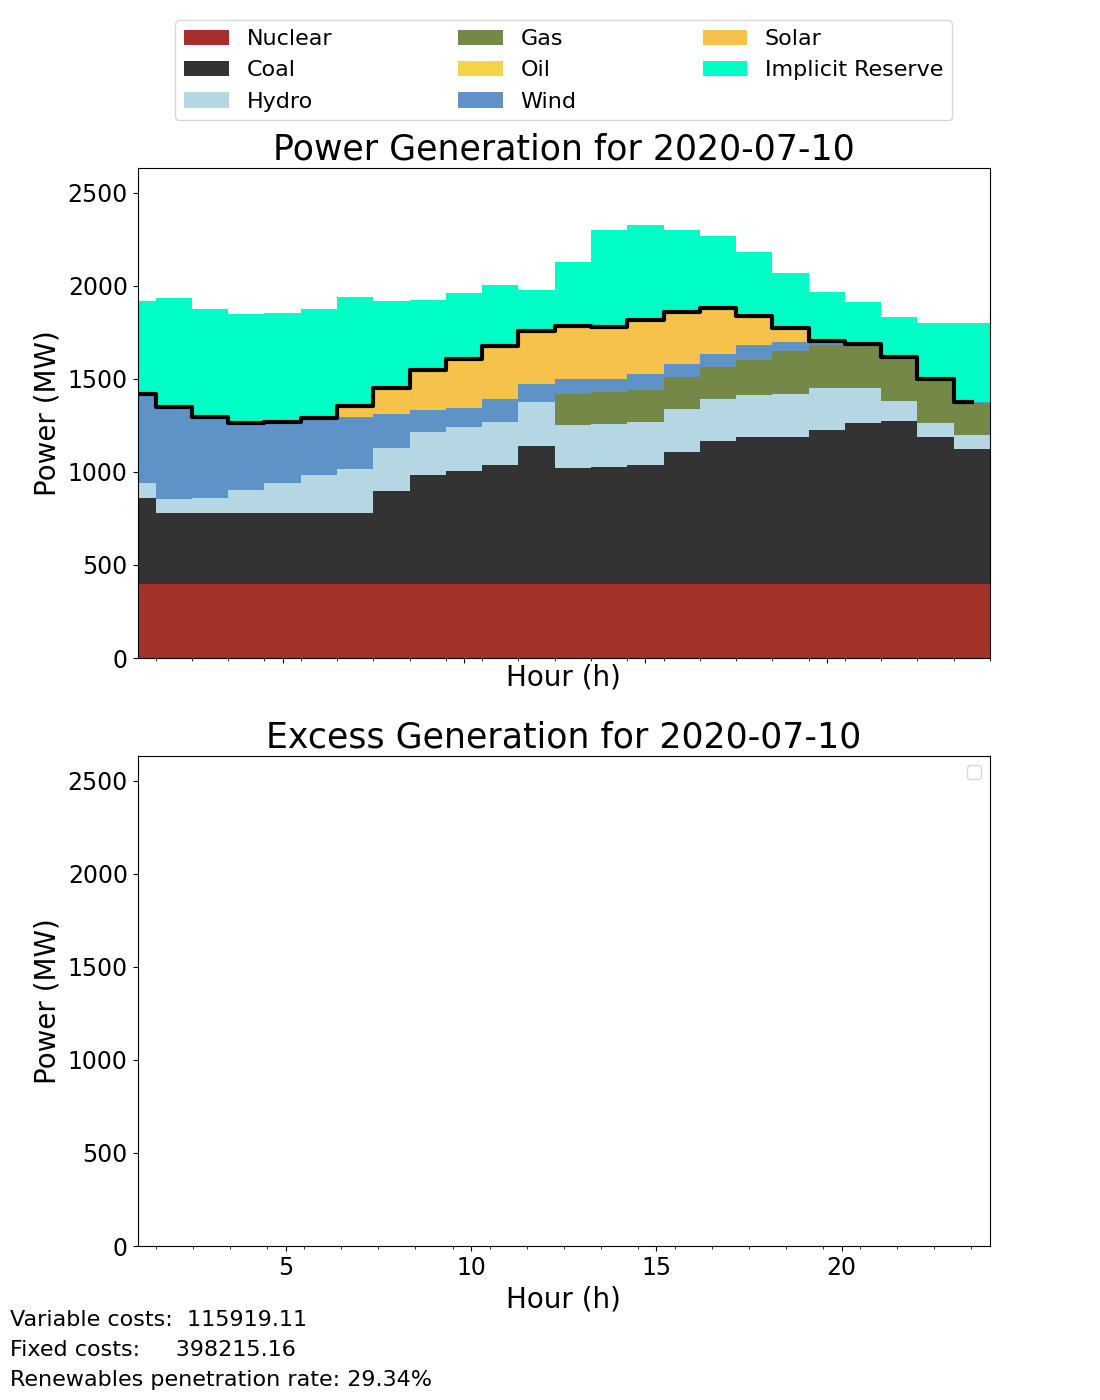 Nuclear Gas Solar
Coal Oil Implicit Reserve
Hydro Wind
Power Generation for 2020-07-10
2500
2000
1500
1000
500
0
Power (MW)
Hour (h)
Excess Generation for 2020-07-10
2500
2000
1500
1000
500
0
Power (MW)
5 10 15 20
Hour (h)
Variable costs: 115919.11
Fixed costs: 398215.16
Renewables penetration rate: 29.34%